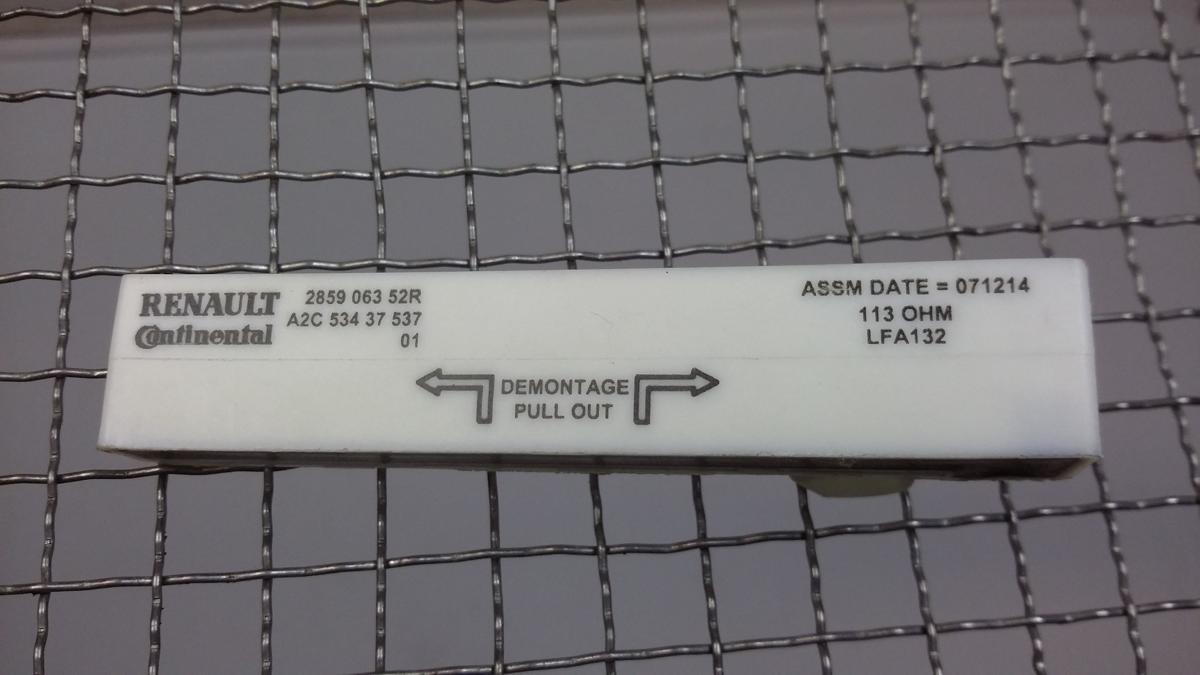 RENAULT
Continental
2859 063 52R
A2C 534 37 537
01
ASSM DATE = 071214
113 OHM
LFA132
DEMONTAGE
PULL OUT